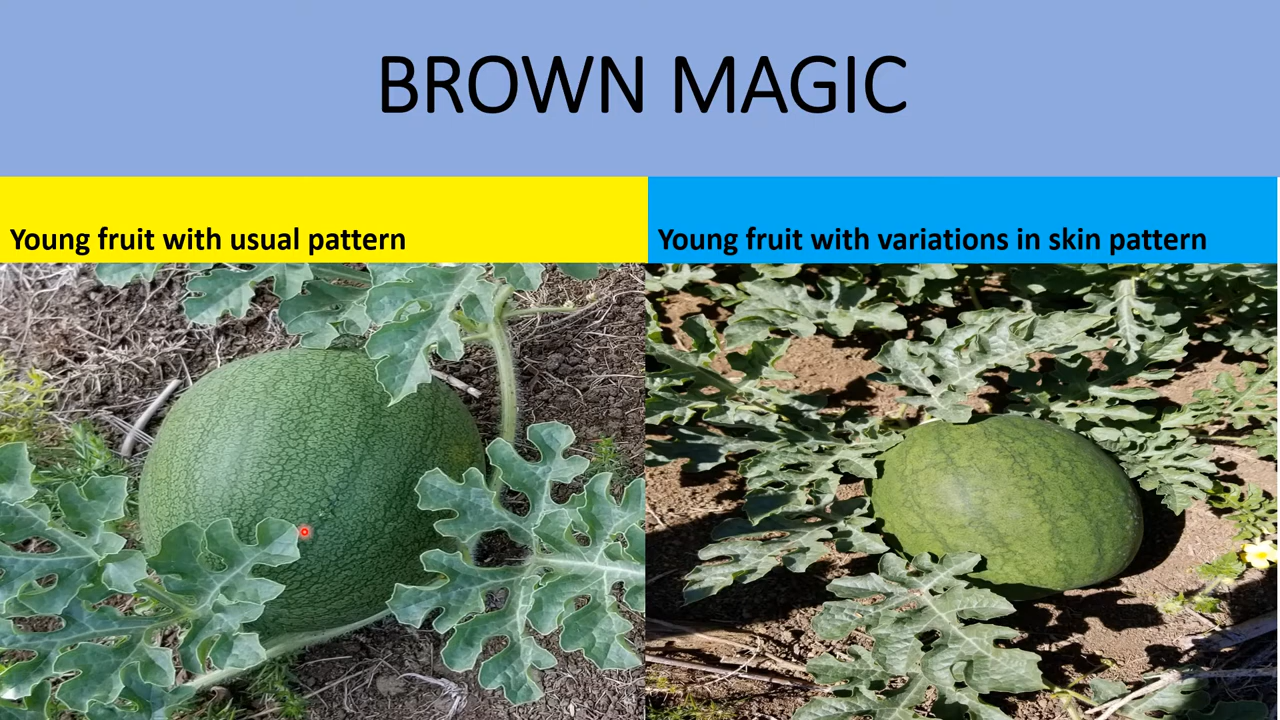 BROWN MAGIC
Young fruit with usual pattern
Young fruit with variations in skin pattern